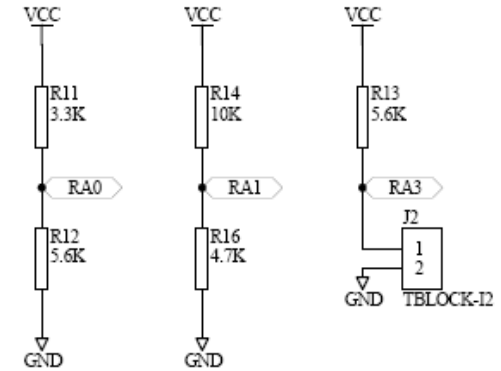 VCC
VCC
VCC
R11
3.3K
R14
10K
R13
5.6K
RA0
RA1
RA3
R12
5.6K
R16
4.7K
J2
1
2
GND
TBLOCK-I2
GND
GND